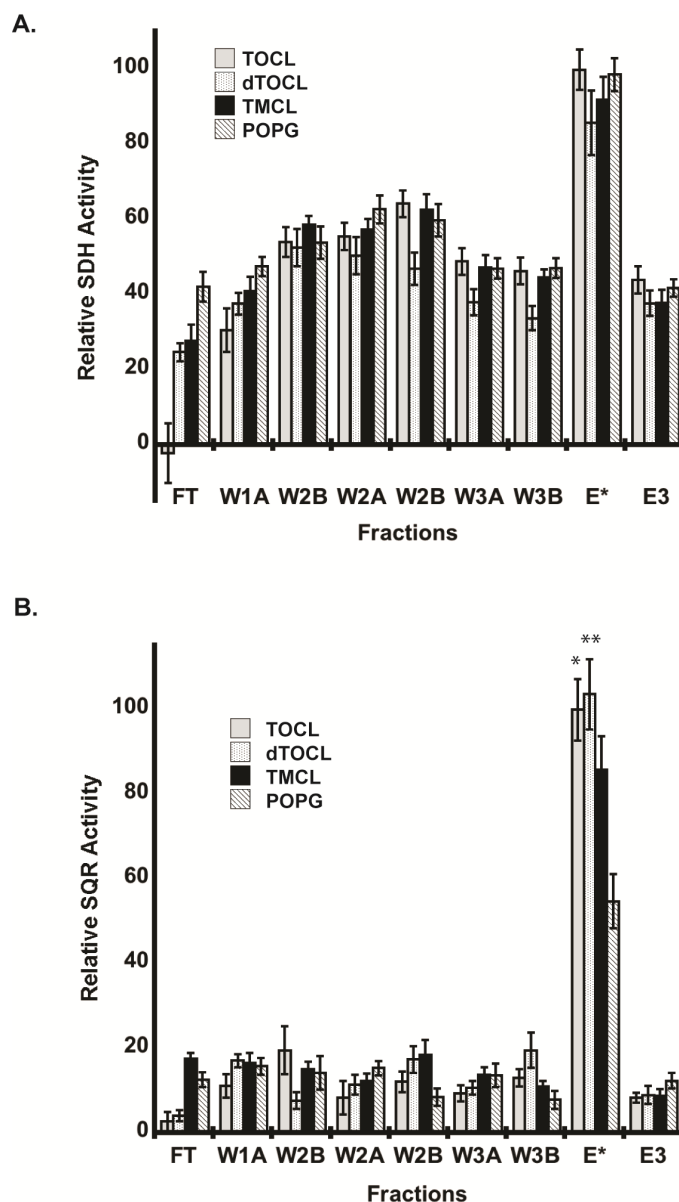 A.
TOCL
dTOCL
TMCL
POPG
100
80
60
40
20
0
Relative SDH Activity
FT W1A W2B W2A W2B W3A W3B E* E3
Fractions
B.
* **
TOCL
dTOCL
TMCL
POPG
100
80
60
40
20
0
Relative SQR Activity
FT W1A W2B W2A W2B W3A W3B E* E3
Fractions